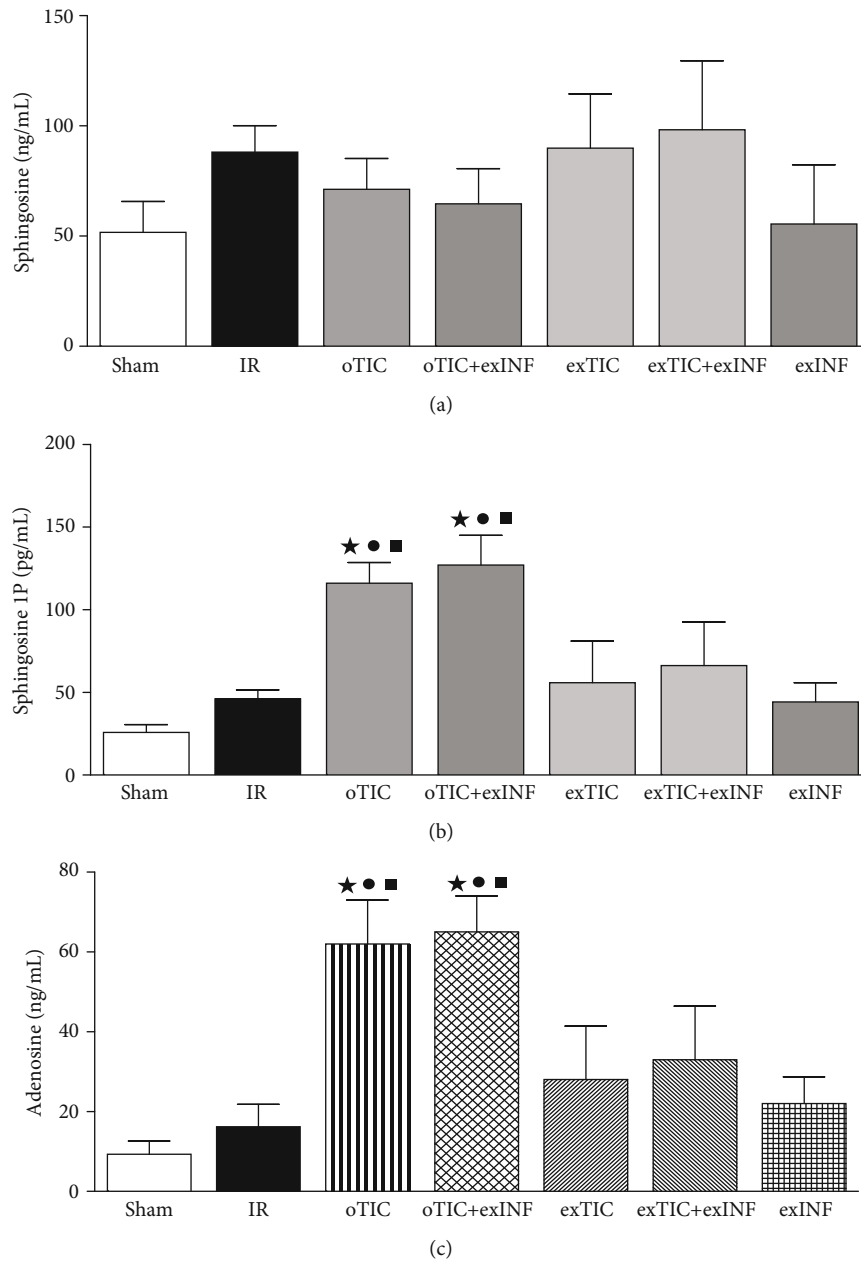 150
100
50
0
Sphingosine (ng/mL)
Sham IR oTIC oTIC+exINF exTIC exTIC+exINF exINF
(a)
200
150
100
50
0
Sphingosine 1P (pg/mL)
Sham IR oTIC oTIC+exINF exTIC exTIC+exINF exINF
(b)
80
60
40
20
0
Adenosine (ng/mL)
Sham IR oTIC oTIC+exINF exTIC exTIC+exINF exINF
(c)